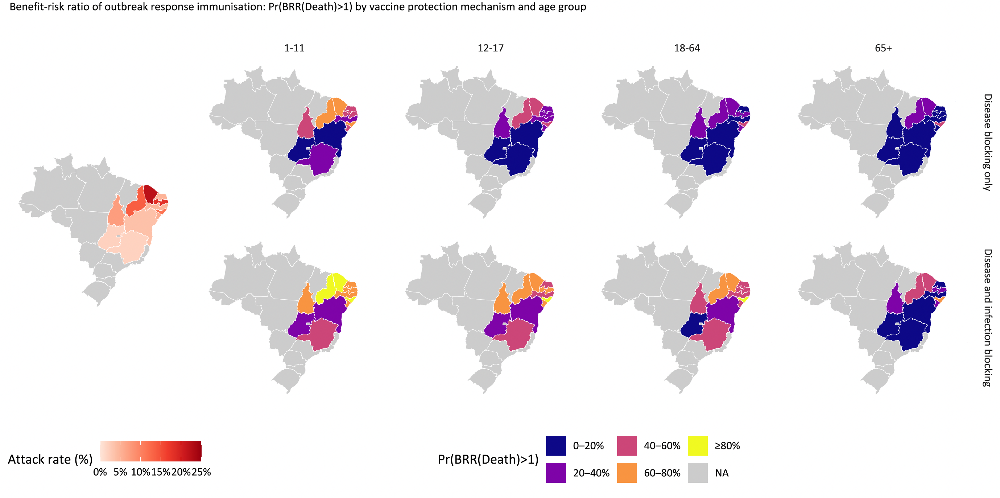 Benefit-risk ratio of outbreak response immunisation: Pr(BRR(Death)>1) by vaccine protection mechanism and age group
1-11
12-17
18-64
65+
Disease blocking only
Disease and infection blocking
Attack rate (%)
0% 5% 10% 15% 20% 25%
Pr(BRR(Death)>1)
0–20%
40–60%
≥80%
20–40%
60–80%
NA